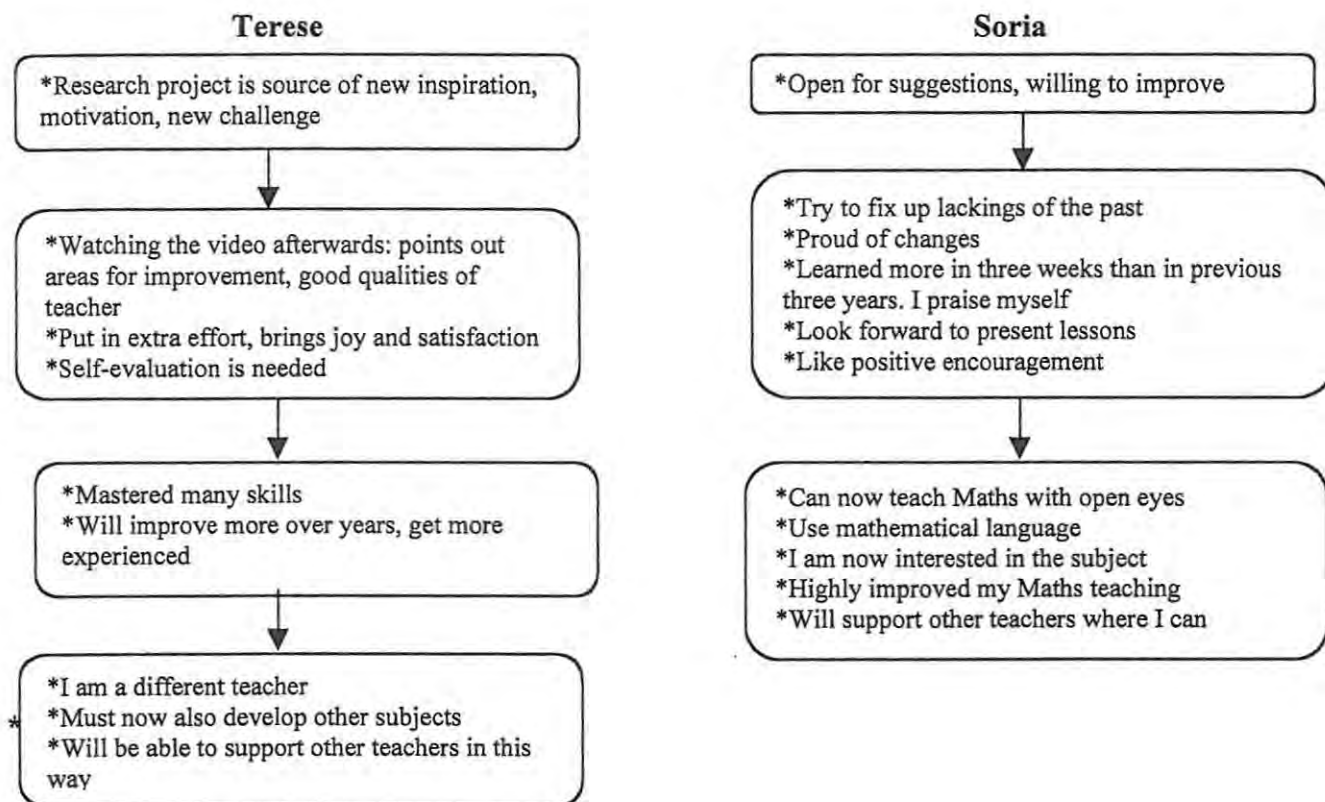 Terese
*Research project is source of new inspiration,
motivation, new challenge
*Watching the video afterwards: points out
areas for improvement, good qualities of
teacher
*Put in extra effort, brings joy and satisfaction
*Self-evaluation is needed
*Mastered many skills
*Will improve more over years, get more
experienced
*I am a different teacher
*Must now also develop other subjects
*
*Will be able to support other teachers in this
way
Soria
*Open for suggestions, willing to improve
*Try to fix up lackings of the past
*Proud of changes
*Learned more in three weeks than in previous
three years. I praise myself
*Look forward to present lessons
*Like positive encouragement
*Can now teach Maths with open eyes
*Use mathematical language
*I am now interested in the subject
*Highly improved my Maths teaching
*Will support other teachers where I can